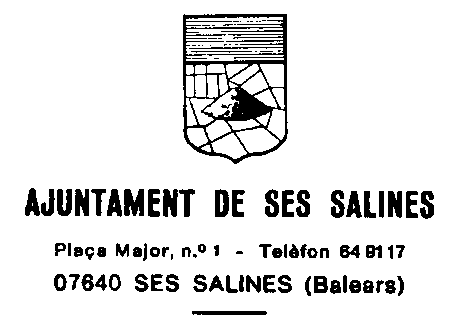 AJUNTAMENT DE SES SALINES
Plaça Major, n.º 1 - Telèfon 64 91 17
07640 SES SALINES (Balears)